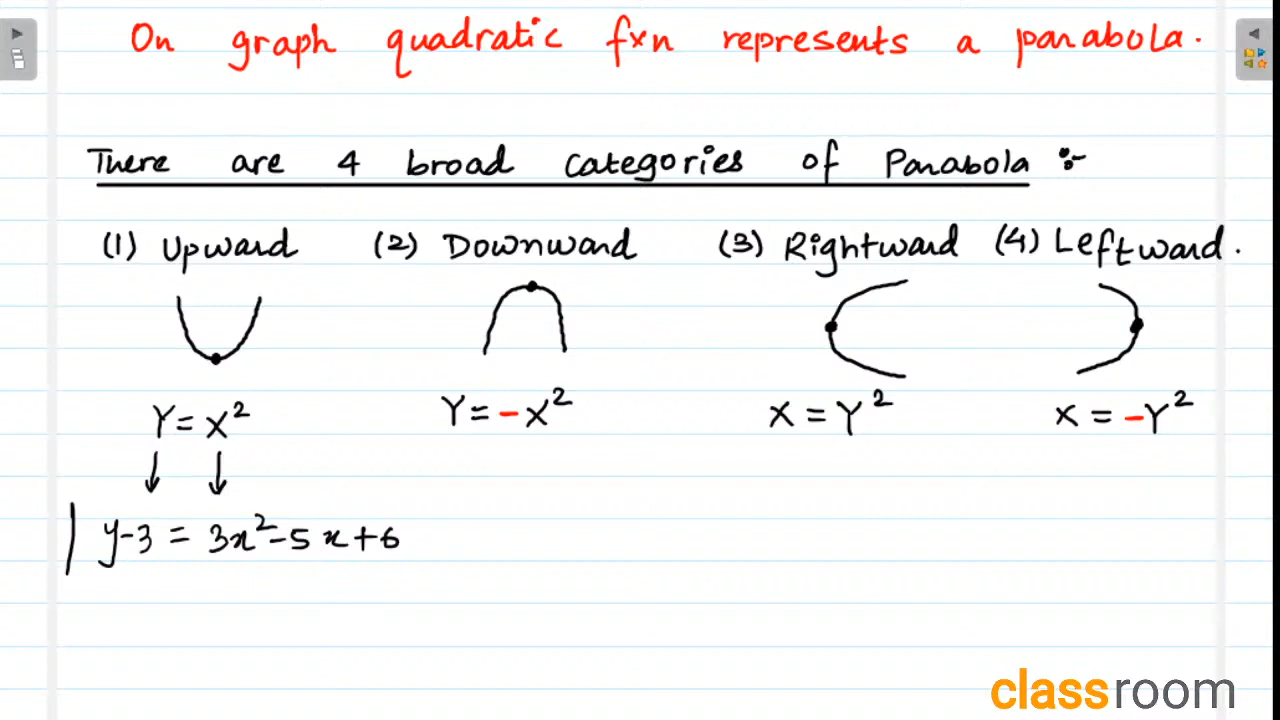 On graph quadratic fxn represents a parabola.
There are 4 broad categories of Parabola :-
(1) Upward (2) Downward (3) Rightward (4) Leftward.
Y = X² Y = -X² X = Y² X = -Y²
y-3 = 3x²-5x+6
classroom